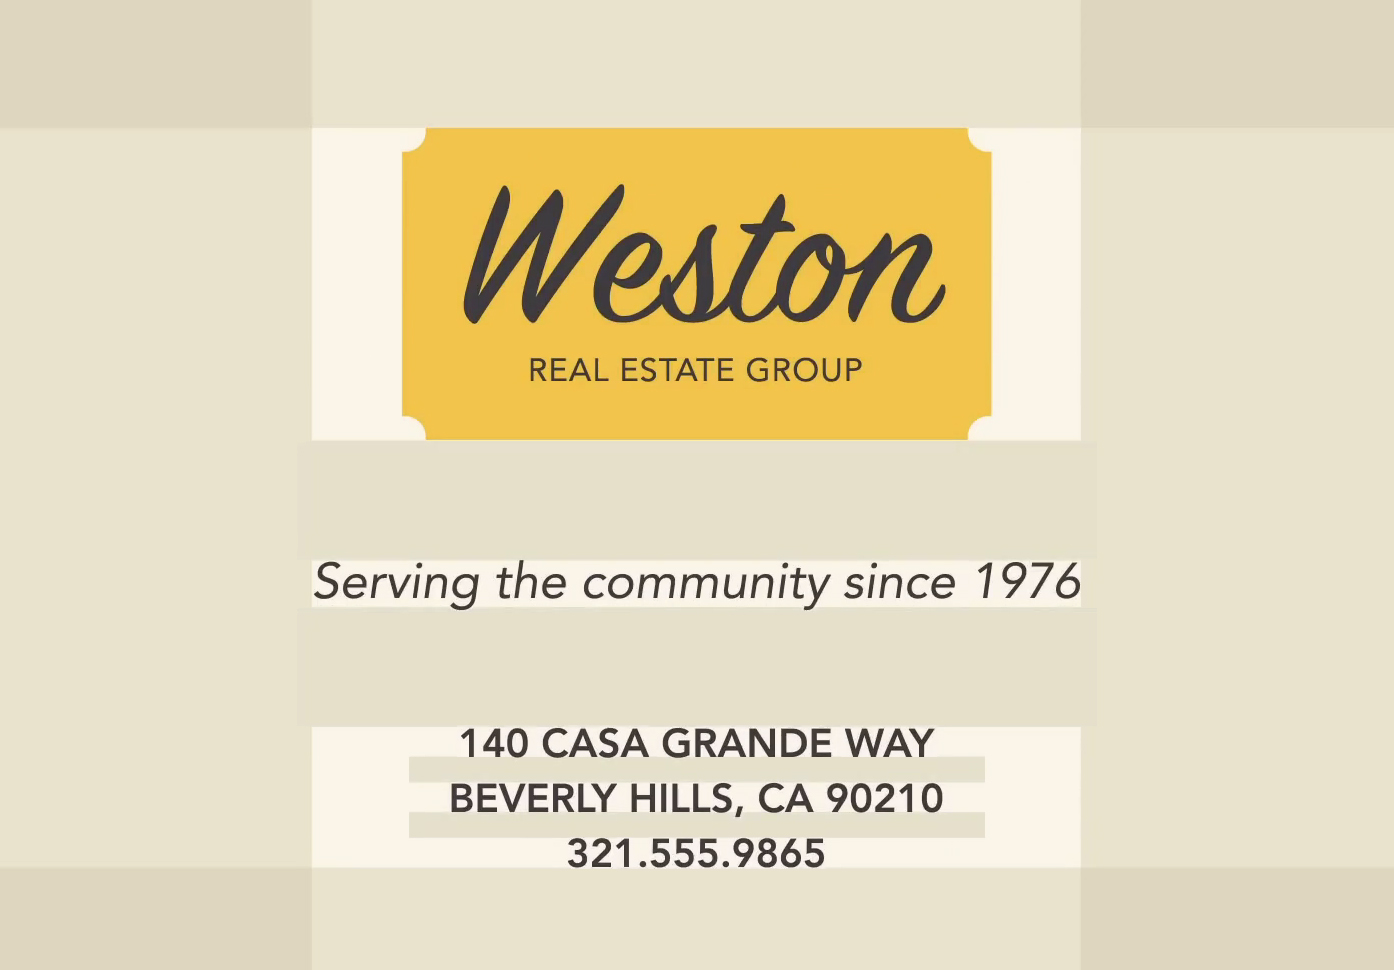 Weston
REAL ESTATE GROUP
Serving the community since 1976
140 CASA GRANDE WAY
BEVERLY HILLS, CA 90210
321.555.9865